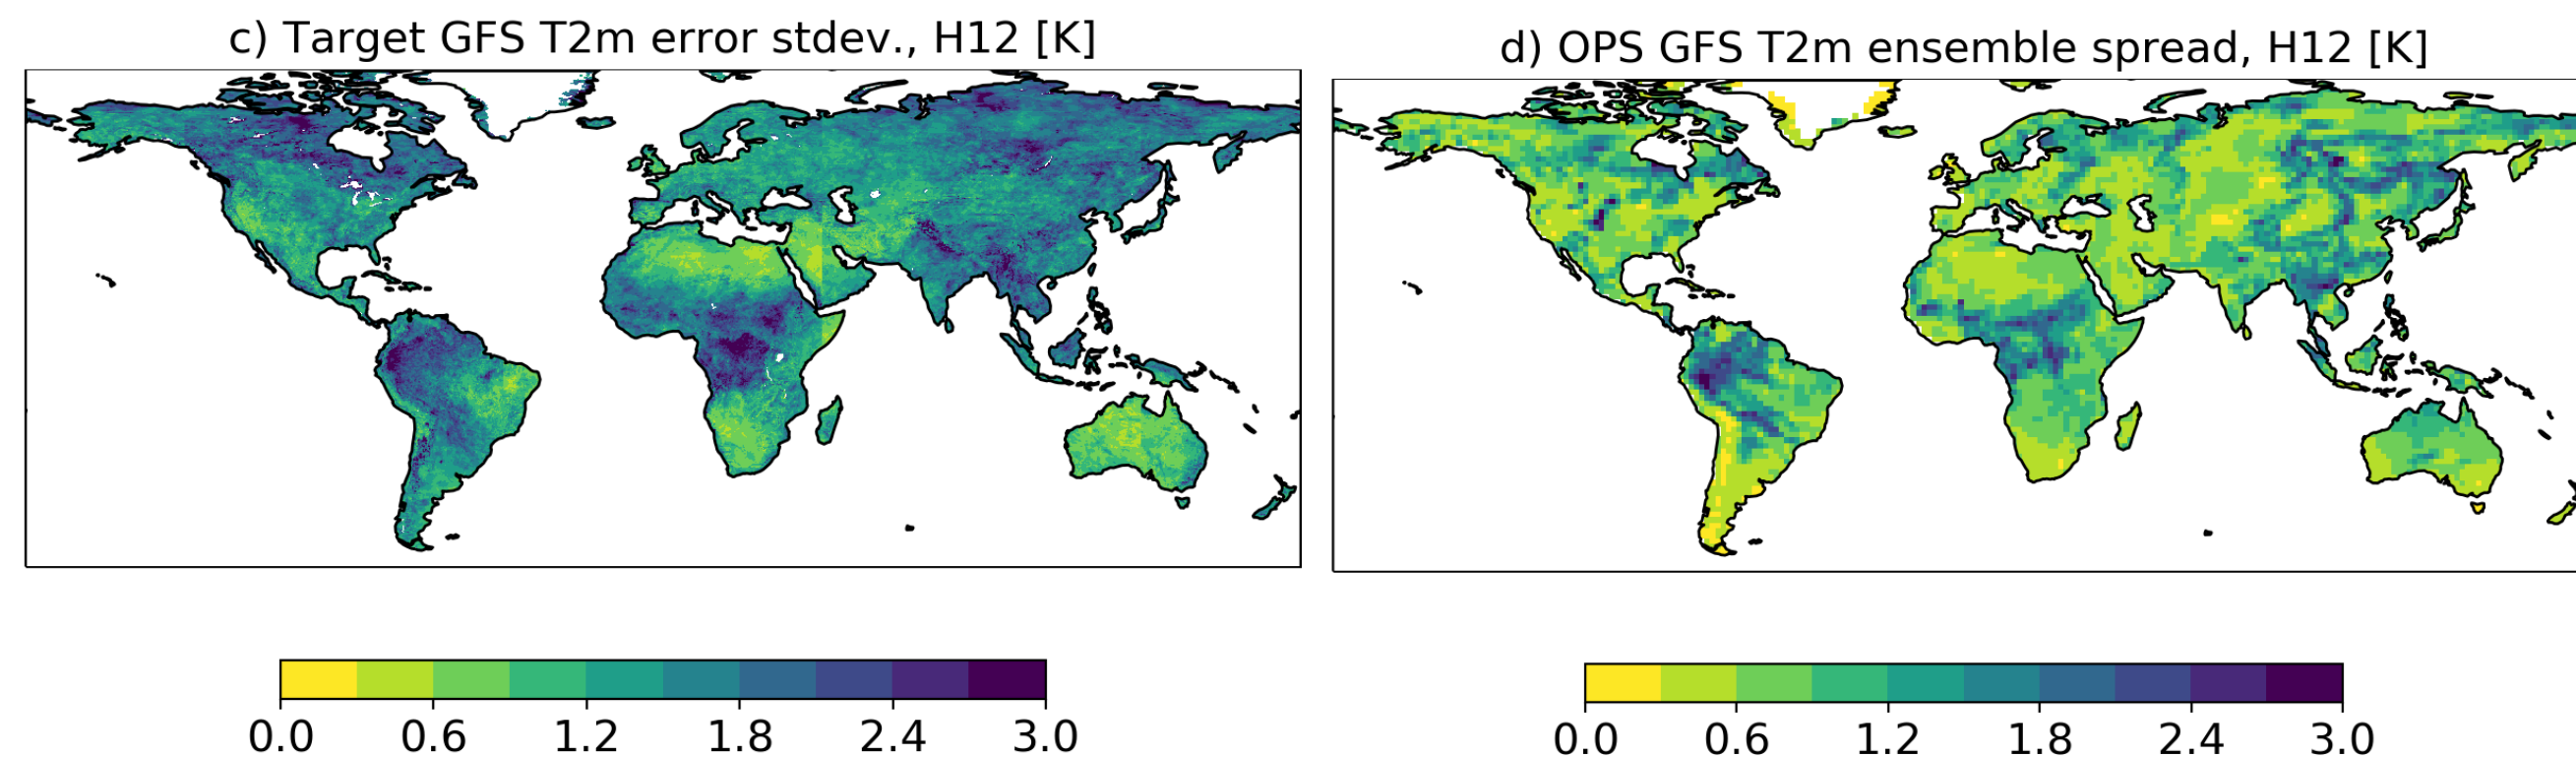 c) Target GFS T2m error stdev., H12 [K]
d) OPS GFS T2m ensemble spread, H12 [K]
0.0 0.6 1.2 1.8 2.4 3.0
0.0 0.6 1.2 1.8 2.4 3.0